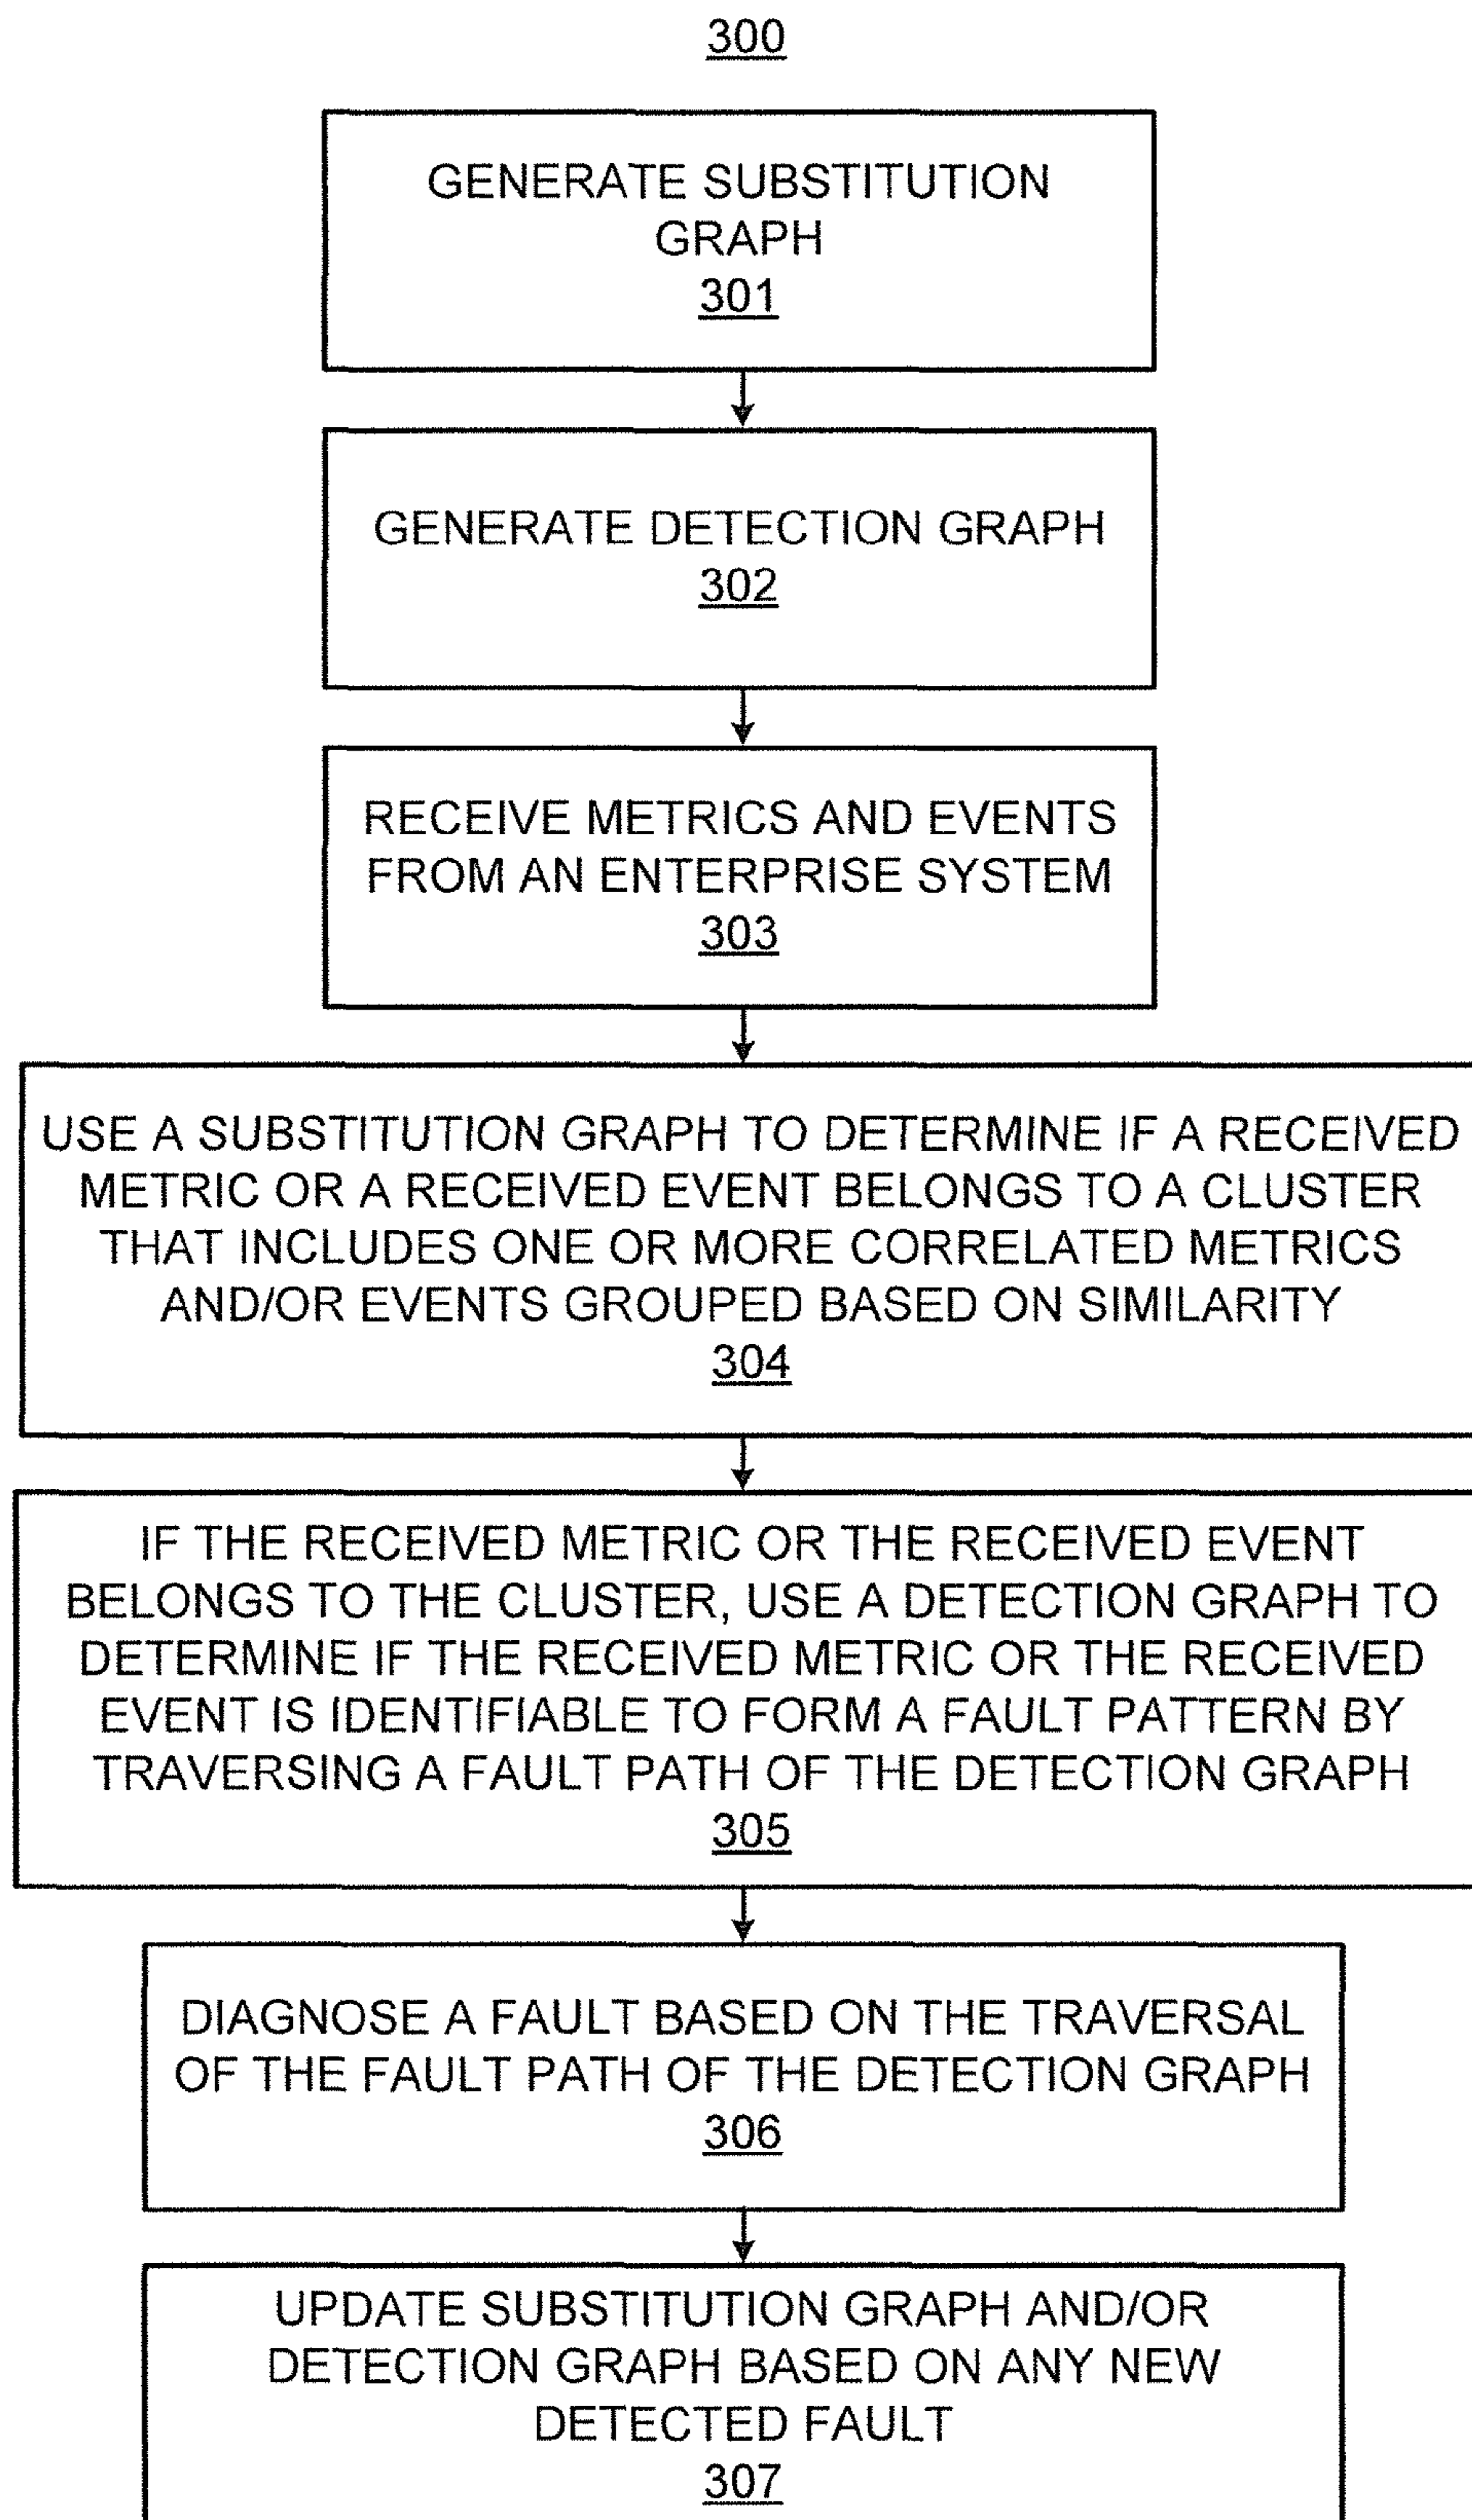 300
GENERATE SUBSTITUTION
GRAPH
301
GENERATE DETECTION GRAPH
302
RECEIVE METRICS AND EVENTS
FROM AN ENTERPRISE SYSTEM
303
USE A SUBSTITUTION GRAPH TO DETERMINE IF A RECEIVED
METRIC OR A RECEIVED EVENT BELONGS TO A CLUSTER
THAT INCLUDES ONE OR MORE CORRELATED METRICS
AND/OR EVENTS GROUPED BASED ON SIMILARITY
304
IF THE RECEIVED METRIC OR THE RECEIVED EVENT
BELONGS TO THE CLUSTER, USE A DETECTION GRAPH TO
DETERMINE IF THE RECEIVED METRIC OR THE RECEIVED
EVENT IS IDENTIFIABLE TO FORM A FAULT PATTERN BY
TRAVERSING A FAULT PATH OF THE DETECTION GRAPH
305
DIAGNOSE A FAULT BASED ON THE TRAVERSAL
OF THE FAULT PATH OF THE DETECTION GRAPH
306
UPDATE SUBSTITUTION GRAPH AND/OR
DETECTION GRAPH BASED ON ANY NEW
DETECTED FAULT
307